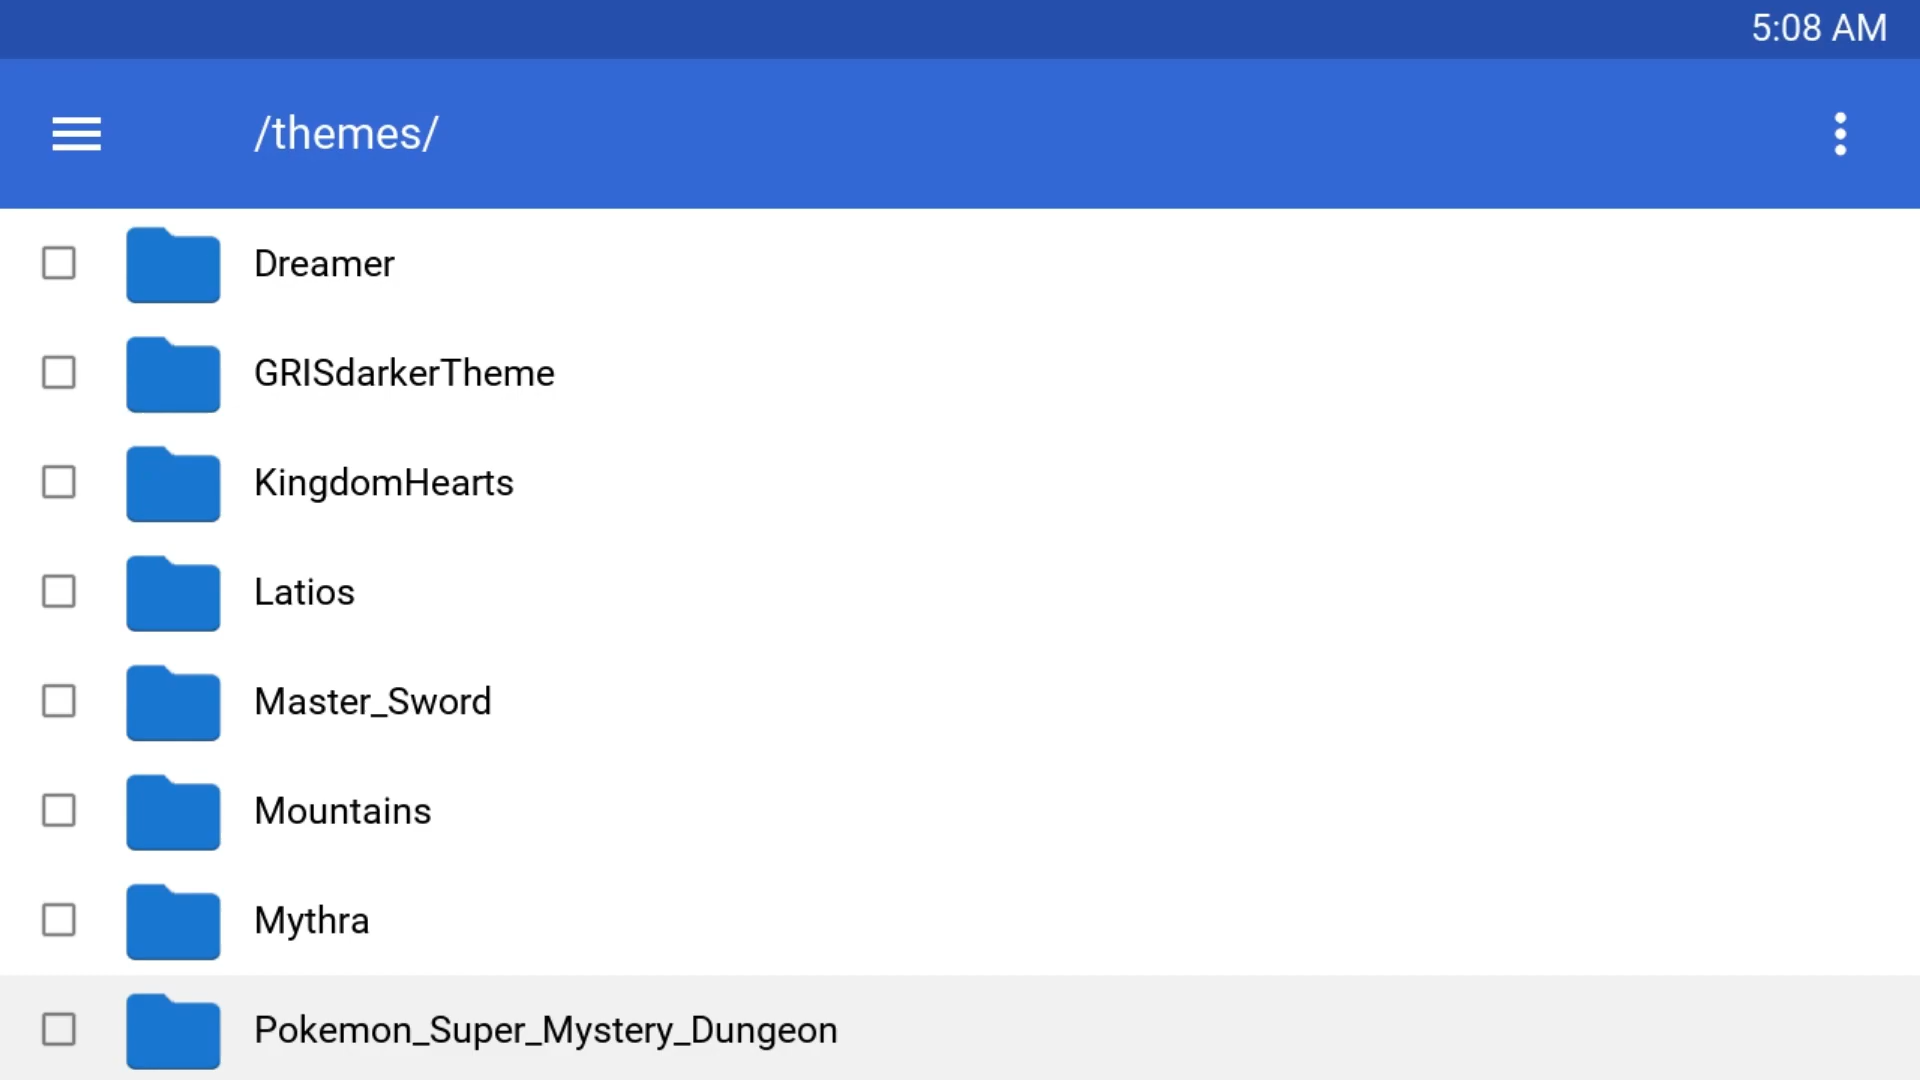 5:08 AM
/themes/
Dreamer
GRISdarkerTheme
KingdomHearts
Latios
Master_Sword
Mountains
Mythra
Pokemon_Super_Mystery_Dungeon